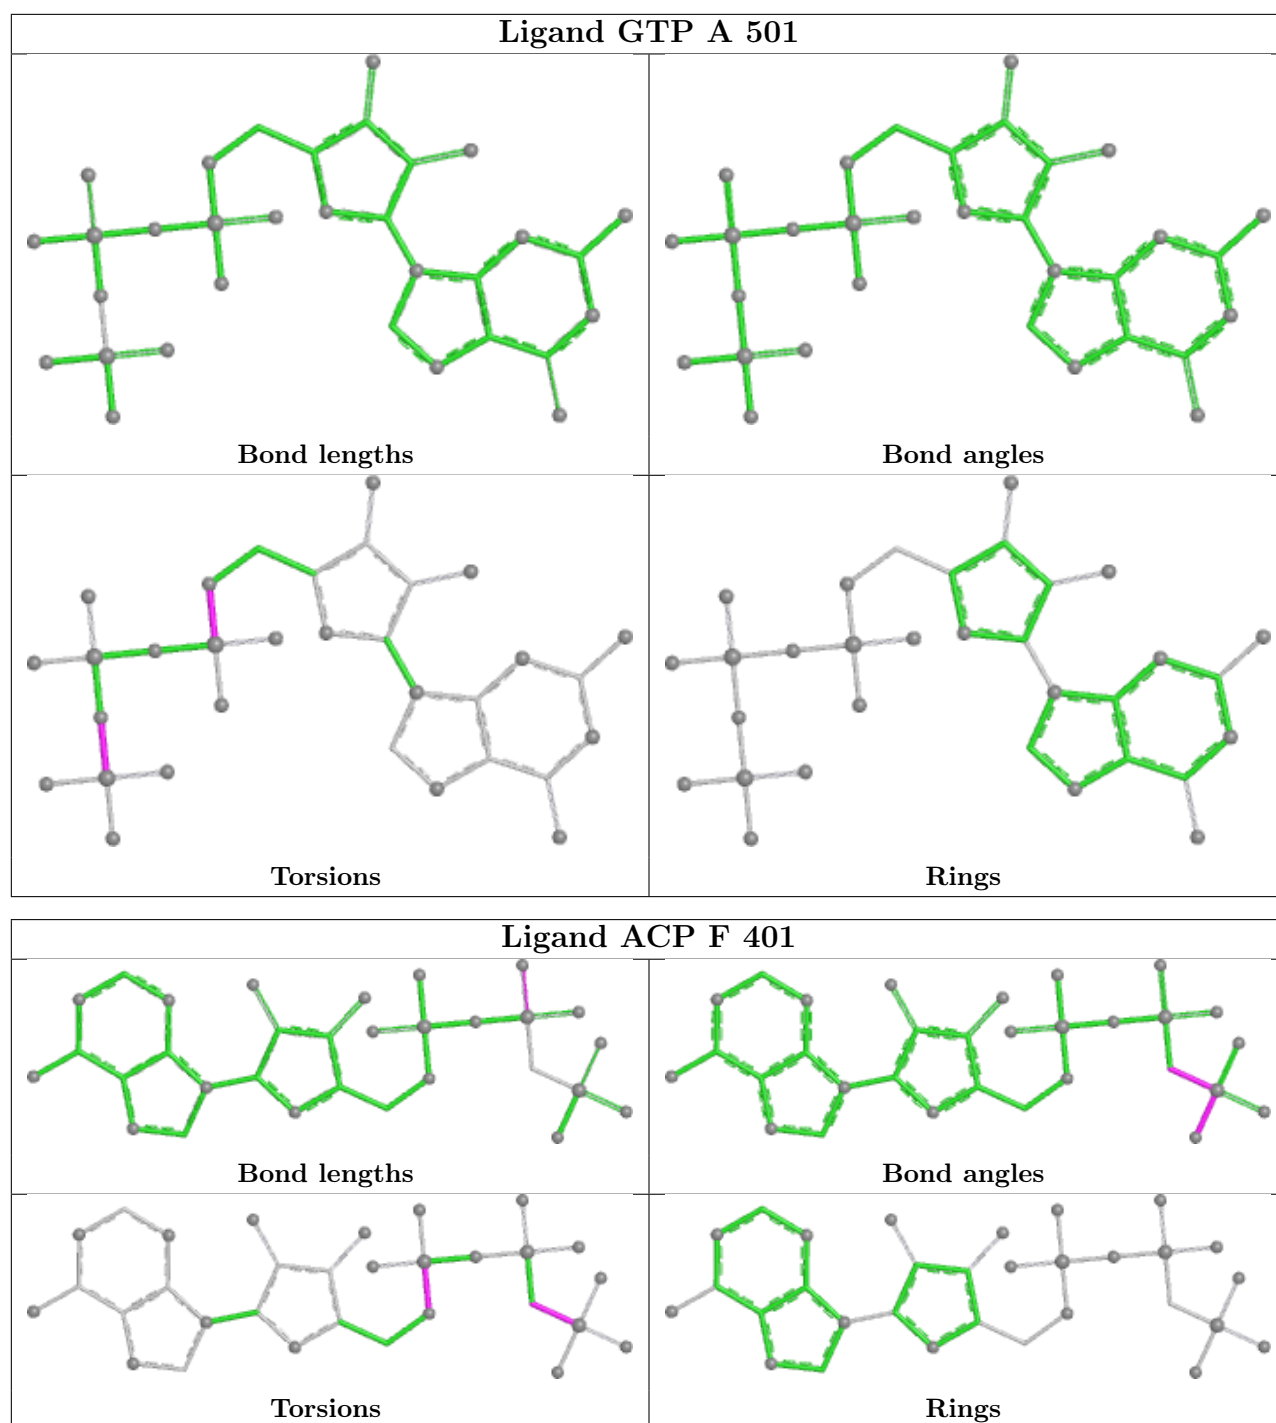 Ligand GTP A 501
Bond lengths
Bond angles
Torsions
Rings
Ligand ACP F 401
Bond lengths
Bond angles
Torsions
Rings